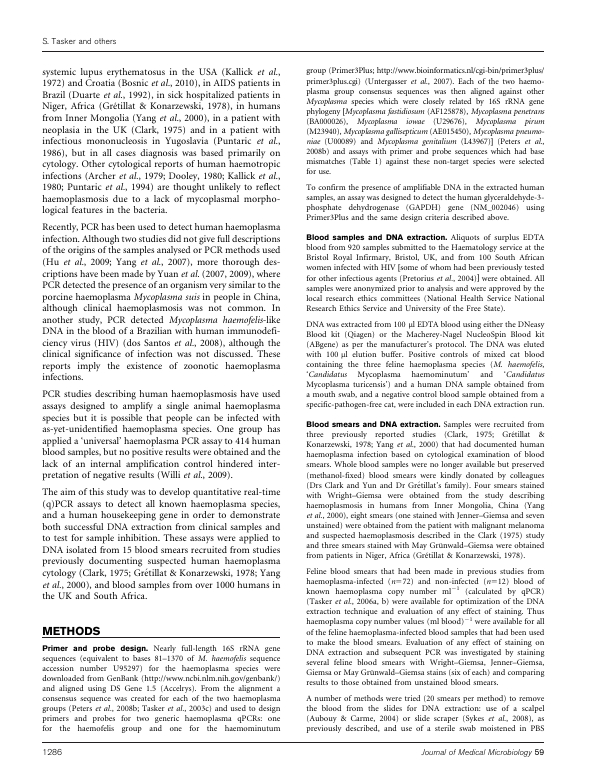 S. Tasker and others
systemic lupus erythematosus in the USA (Kallick et al.,
1972) and Croatia (Bosnic et al., 2010), in AIDS patients in
Brazil (Duarte et al., 1992), in sick hospitalized patients in
Niger, Africa (Grétillat & Konarzewski, 1978), in humans
from Inner Mongolia (Yang et al., 2000), in a patient with
neoplasia in the UK (Clark, 1975) and in a patient with
infectious mononucleosis in Yugoslavia (Puntaric et al.,
1986), but in all cases diagnosis was based primarily on
cytology. Other cytological reports of human haemotropic
infections (Archer et al., 1979; Dooley, 1980; Kallick et al.,
1980; Puntaric et al., 1994) are thought unlikely to reflect
haemoplasmosis due to a lack of mycoplasmal morpho-
logical features in the bacteria.
Recently, PCR has been used to detect human haemoplasma
infection. Although two studies did not give full descriptions
of the origins of the samples analysed or PCR methods used
(Hu et al., 2009; Yang et al., 2007), more thorough des-
criptions have been made by Yuan et al. (2007, 2009), where
PCR detected the presence of an organism very similar to the
porcine haemoplasma Mycoplasma suis in people in China,
although clinical haemoplasmosis was not common. In
another study, PCR detected Mycoplasma haemofelis-like
DNA in the blood of a Brazilian with human immunodefi-
ciency virus (HIV) (dos Santos et al., 2008), although the
clinical significance of infection was not discussed. These
reports imply the existence of zoonotic haemoplasma
infections.
PCR studies describing human haemoplasmosis have used
assays designed to amplify a single animal haemoplasma
species but it is possible that people can be infected with
as-yet-unidentified haemoplasma species. One group has
applied a 'universal' haemoplasma PCR assay to 414 human
blood samples, but no positive results were obtained and the
lack of an internal amplification control hindered inter-
pretation of negative results (Willi et al., 2009).
The aim of this study was to develop quantitative real-time
(q)PCR assays to detect all known haemoplasma species,
and a human housekeeping gene in order to demonstrate
both successful DNA extraction from clinical samples and
to test for sample inhibition. These assays were applied to
DNA isolated from 15 blood smears recruited from studies
previously documenting suspected human haemoplasma
cytology (Clark, 1975; Grétillat & Konarzewski, 1978; Yang
et al., 2000), and blood samples from over 1000 humans in
the UK and South Africa.
METHODS
Primer and probe design. Nearly full-length 16S rRNA gene
sequences (equivalent to bases 81–1370 of M. haemofelis sequence
accession number U95297) for the haemoplasma species were
downloaded from GenBank (http://www.ncbi.nlm.nih.gov/genbank/)
and aligned using DS Gene 1.5 (Accelrys). From the alignment a
consensus sequence was created for each of the two haemoplasma
groups (Peters et al., 2008b; Tasker et al., 2003c) and used to design
primers and probes for two generic haemoplasma qPCRs: one
for the haemofelis group and one for the haemominutum
group (Primer3Plus; http://www.bioinformatics.nl/cgi-bin/primer3plus/
primer3plus.cgi) (Untergasser et al., 2007). Each of the two haemo-
plasma group consensus sequences was then aligned against other
Mycoplasma species which were closely related by 16S rRNA gene
phylogeny [Mycoplasma fastidiosum (AF125878), Mycoplasma penetrans
(BA000026), Mycoplasma iowae (U29676), Mycoplasma pirum
(M23940), Mycoplasma gallisepticum (AE015450), Mycoplasma pneumo-
niae (U00089) and Mycoplasma genitalium (L43967)] (Peters et al.,
2008b) and assays with primer and probe sequences which had base
mismatches (Table 1) against these non-target species were selected
for use.
To confirm the presence of amplifiable DNA in the extracted human
samples, an assay was designed to detect the human glyceraldehyde-3-
phosphate dehydrogenase (GAPDH) gene (NM_002046) using
Primer3Plus and the same design criteria described above.
Blood samples and DNA extraction. Aliquots of surplus EDTA
blood from 920 samples submitted to the Haematology service at the
Bristol Royal Infirmary, Bristol, UK, and from 100 South African
women infected with HIV [some of whom had been previously tested
for other infectious agents (Pretorius et al., 2004)] were obtained. All
samples were anonymized prior to analysis and were approved by the
local research ethics committees (National Health Service National
Research Ethics Service and University of the Free State).
DNA was extracted from 100 µl EDTA blood using either the DNeasy
Blood kit (Qiagen) or the Macherey-Nagel NucleoSpin Blood kit
(ABgene) as per the manufacturer's protocol. The DNA was eluted
with 100 µl elution buffer. Positive controls of mixed cat blood
containing the three feline haemoplasma species (M. haemofelis,
'Candidatus Mycoplasma haemominutum' and 'Candidatus
Mycoplasma turicensis') and a human DNA sample obtained from
a mouth swab, and a negative control blood sample obtained from a
specific-pathogen-free cat, were included in each DNA extraction run.
Blood smears and DNA extraction. Samples were recruited from
three previously reported studies (Clark, 1975; Grétillat &
Konarzewski, 1978; Yang et al., 2000) that had documented human
haemoplasma infection based on cytological examination of blood
smears. Whole blood samples were no longer available but preserved
(methanol-fixed) blood smears were kindly donated by colleagues
(Drs Clark and Yun and Dr Grétillat's family). Four smears stained
with Wright–Giemsa were obtained from the study describing
haemoplasmosis in humans from Inner Mongolia, China (Yang
et al., 2000), eight smears (one stained with Jenner–Giemsa and seven
unstained) were obtained from the patient with malignant melanoma
and suspected haemoplasmosis described in the Clark (1975) study
and three smears stained with May Grünwald–Giemsa were obtained
from patients in Niger, Africa (Grétillat & Konarzewski, 1978).
Feline blood smears that had been made in previous studies from
haemoplasma-infected (n=72) and non-infected (n=12) blood of
known haemoplasma copy number ml−1 (calculated by qPCR)
(Tasker et al., 2006a, b) were available for optimization of the DNA
extraction technique and evaluation of any effect of staining. Thus
haemoplasma copy number values (ml blood)−1 were available for all
of the feline haemoplasma-infected blood samples that had been used
to make the blood smears. Evaluation of any effect of staining on
DNA extraction and subsequent PCR was investigated by staining
several feline blood smears with Wright–Giemsa, Jenner–Giemsa,
Giemsa or May Grünwald–Giemsa stains (six of each) and comparing
results to those obtained from unstained blood smears.
A number of methods were tried (20 smears per method) to remove
the blood from the slides for DNA extraction: use of a scalpel
(Aubouy & Carme, 2004) or slide scraper (Sykes et al., 2008), as
previously described, and use of a sterile swab moistened in PBS
1286
Journal of Medical Microbiology 59